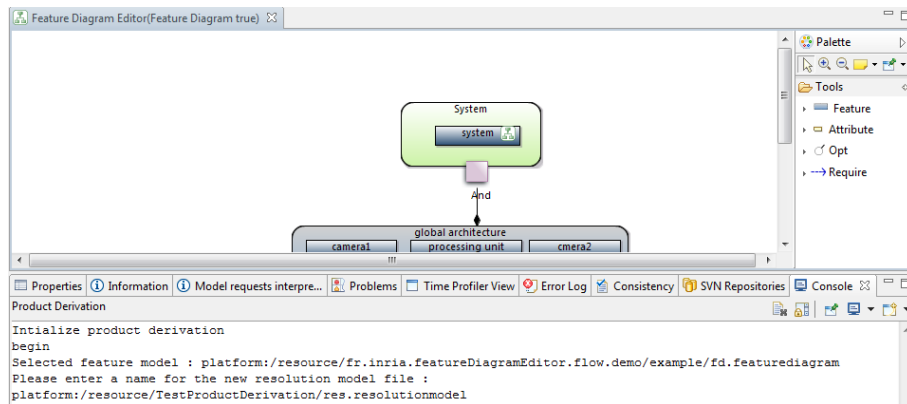 Feature Diagram Editor(Feature Diagram true)
Palette
Tools
Feature
Attribute
Opt
Require
System
system
And
global architecture
camera1 processing unit cmera2
Properties Information Model requests interpre... Problems Time Profiler View Error Log Consistency SVN Repositories Console
Product Derivation
Intialize product derivation
begin
Selected feature model : platform:/resource/fr.inria.featureDiagramEditor.flow.demo/example/fd.featurediagram
Please enter a name for the new resolution model file :
platform:/resource/TestProductDerivation/res.resolutionmodel